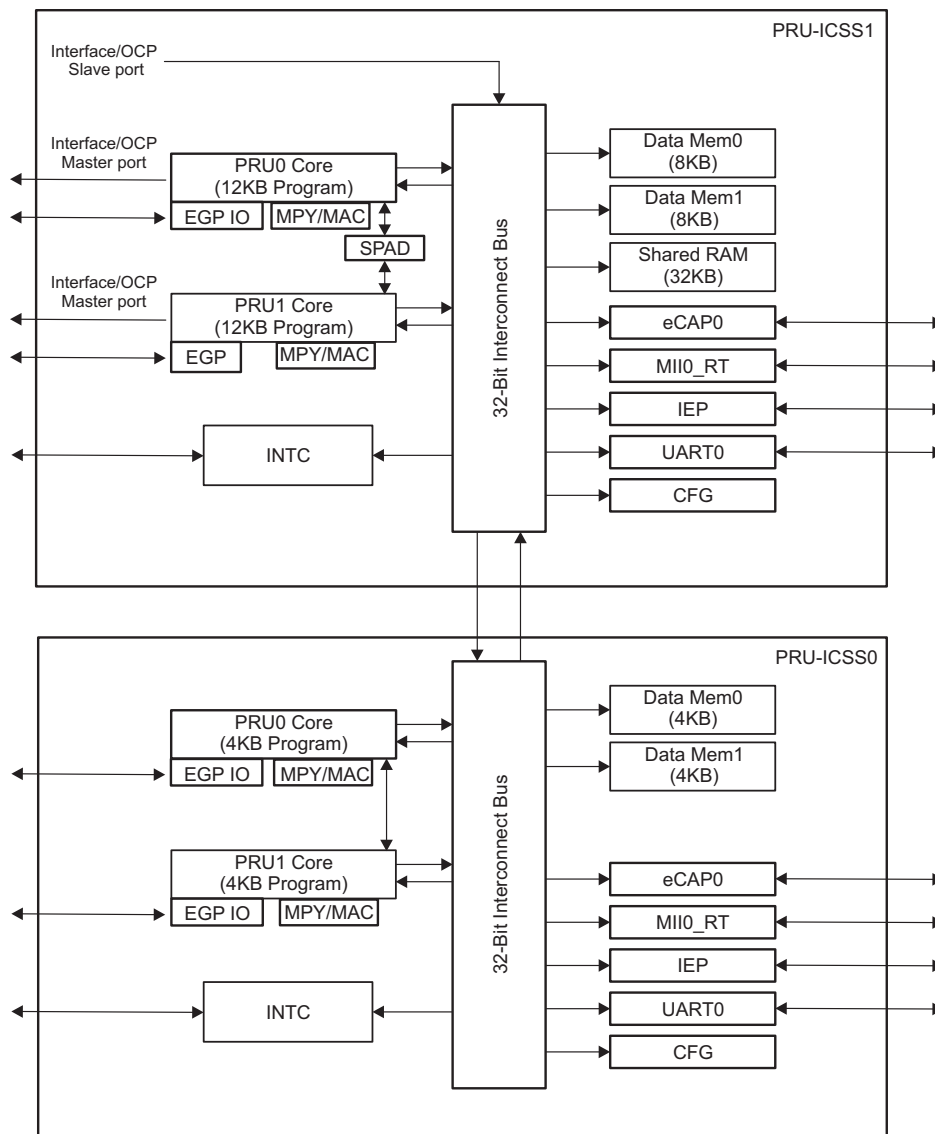 PRU-ICSS1
Interface/OCP
Slave port
Interface/OCP
Master port
PRU0 Core
(12KB Program)
EGP IO
MPY/MAC
SPAD
Interface/OCP
Master port
PRU1 Core
(12KB Program)
EGP
MPY/MAC
INTC
32-Bit Interconnect Bus
Data Mem0
(8KB)
Data Mem1
(8KB)
Shared RAM
(32KB)
eCAP0
MII0_RT
IEP
UART0
CFG
PRU-ICSS0
PRU0 Core
(4KB Program)
EGP IO
MPY/MAC
PRU1 Core
(4KB Program)
EGP IO
MPY/MAC
INTC
32-Bit Interconnect Bus
Data Mem0
(4KB)
Data Mem1
(4KB)
eCAP0
MII0_RT
IEP
UART0
CFG